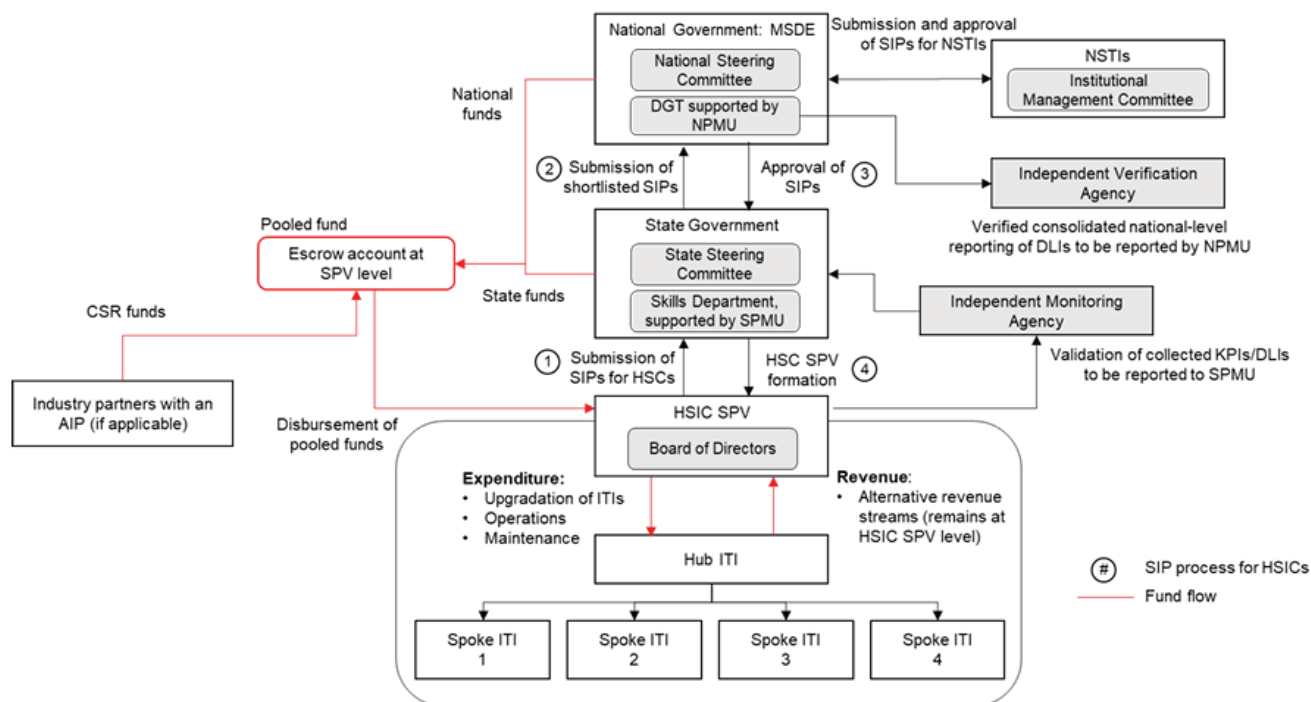 National Government: MSDE
National Steering
Committee
DGT supported by
NPMU
Submission and approval
of SIPs for NSTIs
NSTIs
Institutional
Management Committee
National
funds
2
Submission of
shortlisted SIPs
Approval of
SIPs
3
Independent Verification
Agency
Verified consolidated national-level
reporting of DLIs to be reported by NPMU
Pooled fund
Escrow account at
SPV level
State Government
State Steering
Committee
Skills Department,
supported by SPMU
State funds
CSR funds
Independent Monitoring
Agency
Validation of collected KPIs/DLIs
to be reported to SPMU
1
Submission of
SIPs for HSCs
HSC SPV
formation
4
Industry partners with an
AIP (if applicable)
Disbursement of
pooled funds
HSIC SPV
Board of Directors
Expenditure:
• Upgradation of ITIs
• Operations
• Maintenance
Revenue:
• Alternative revenue
streams (remains at
HSIC SPV level)
Hub ITI
Spoke ITI
1
Spoke ITI
2
Spoke ITI
3
Spoke ITI
4
# SIP process for HSICs
Fund flow